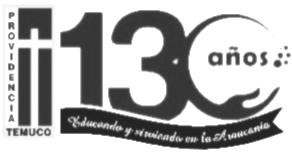 PROVIDENCIA
TEMUCO
130 años
Educando y sirviendo en la Araucanía